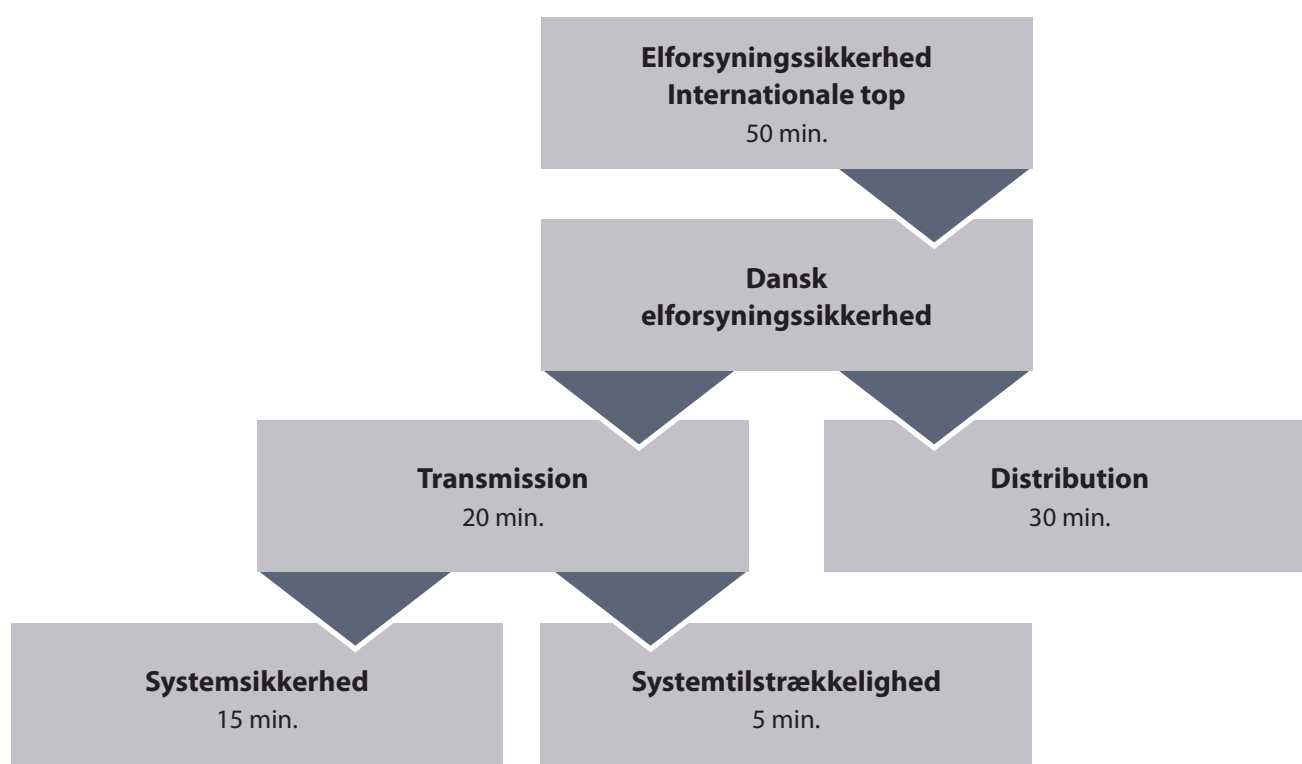 Elforsyningssikkerhed
Internationale top
50 min.
Dansk
elforsyningssikkerhed
Transmission
20 min.
Distribution
30 min.
Systemsikkerhed
15 min.
Systemtilstrækkelighed
5 min.